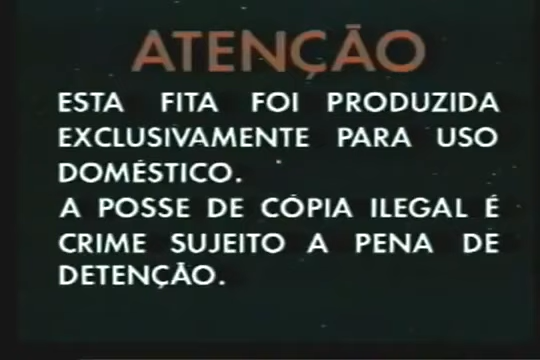 ATENÇÃO
ESTA FITA FOI PRODUZIDA
EXCLUSIVAMENTE PARA USO
DOMÉSTICO.
A POSSE DE CÓPIA ILEGAL É
CRIME SUJEITO A PENA DE
DETENÇÃO.